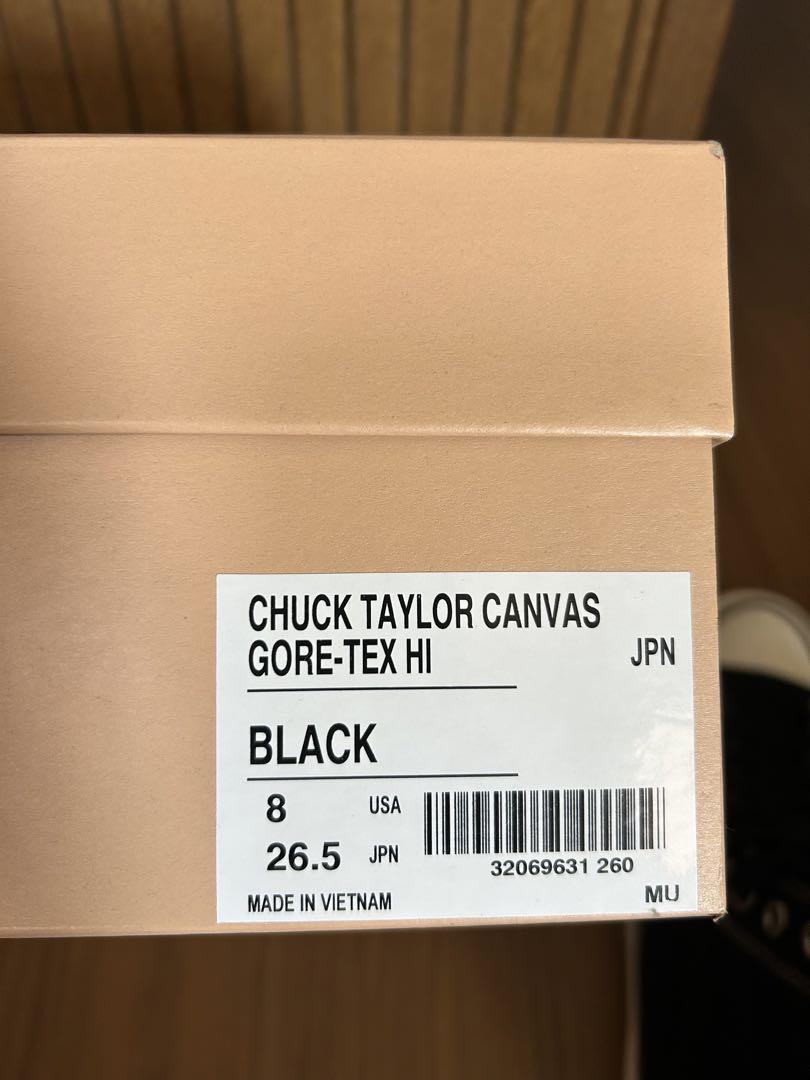 CHUCK TAYLOR CANVAS
GORE-TEX HI
JPN
BLACK
8 USA
26.5 JPN
32069631 260
MADE IN VIETNAM
MU